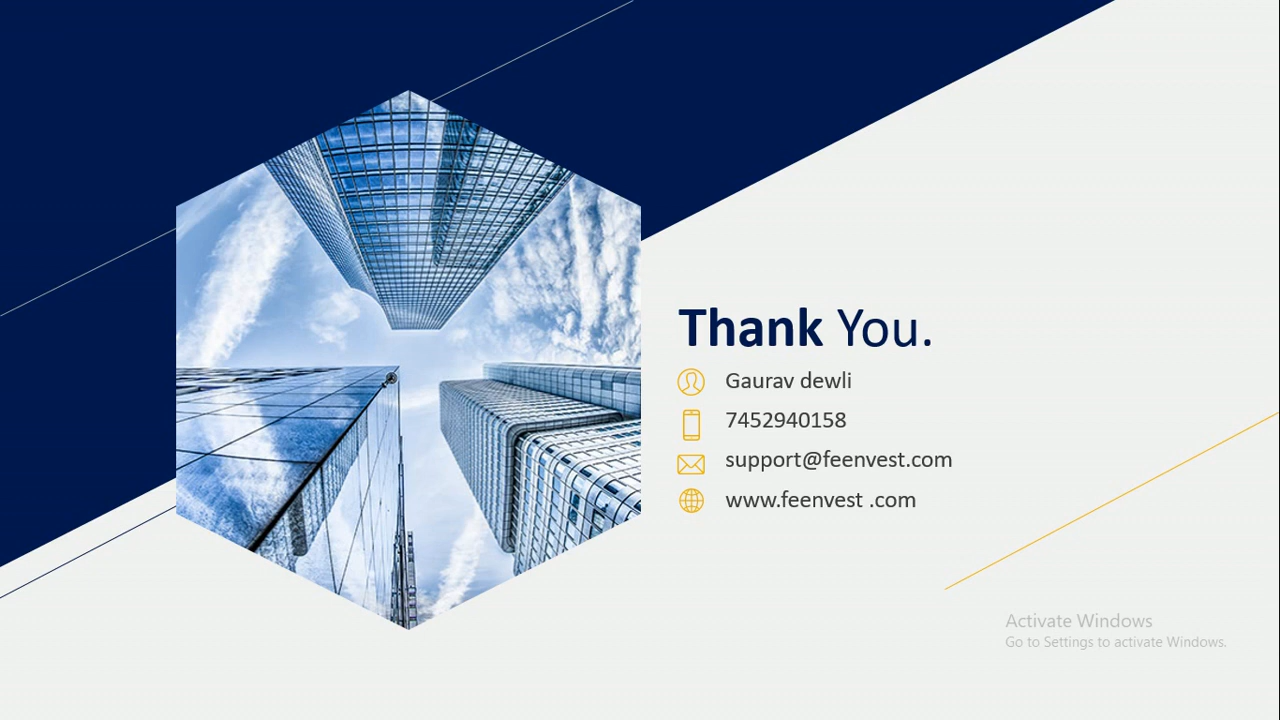 Thank You.
Gaurav dewli
7452940158
support@feenvest.com
www.feenvest .com
Activate Windows
Go to Settings to activate Windows.